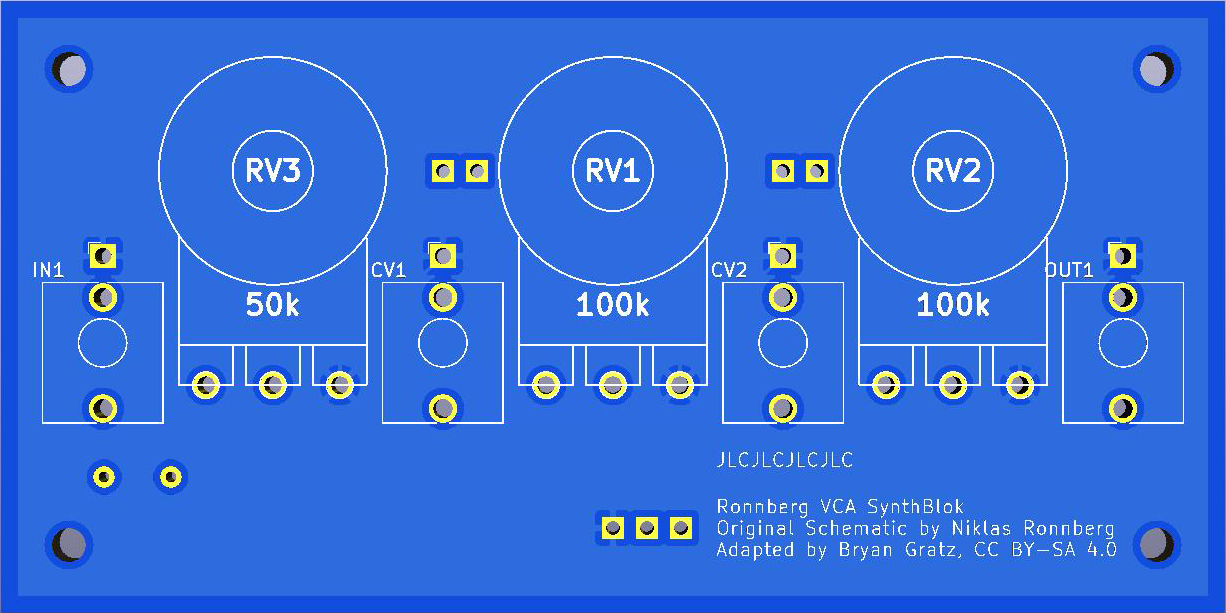 RV3
RV1
RV2
IN1
CV1
CV2
OUT1
50k
100k
100k
JLCJLCJLCJLC
Ronnberg VCA SynthBlok
Original Schematic by Niklas Ronnberg
Adapted by Bryan Gratz, CC BY-SA 4.0